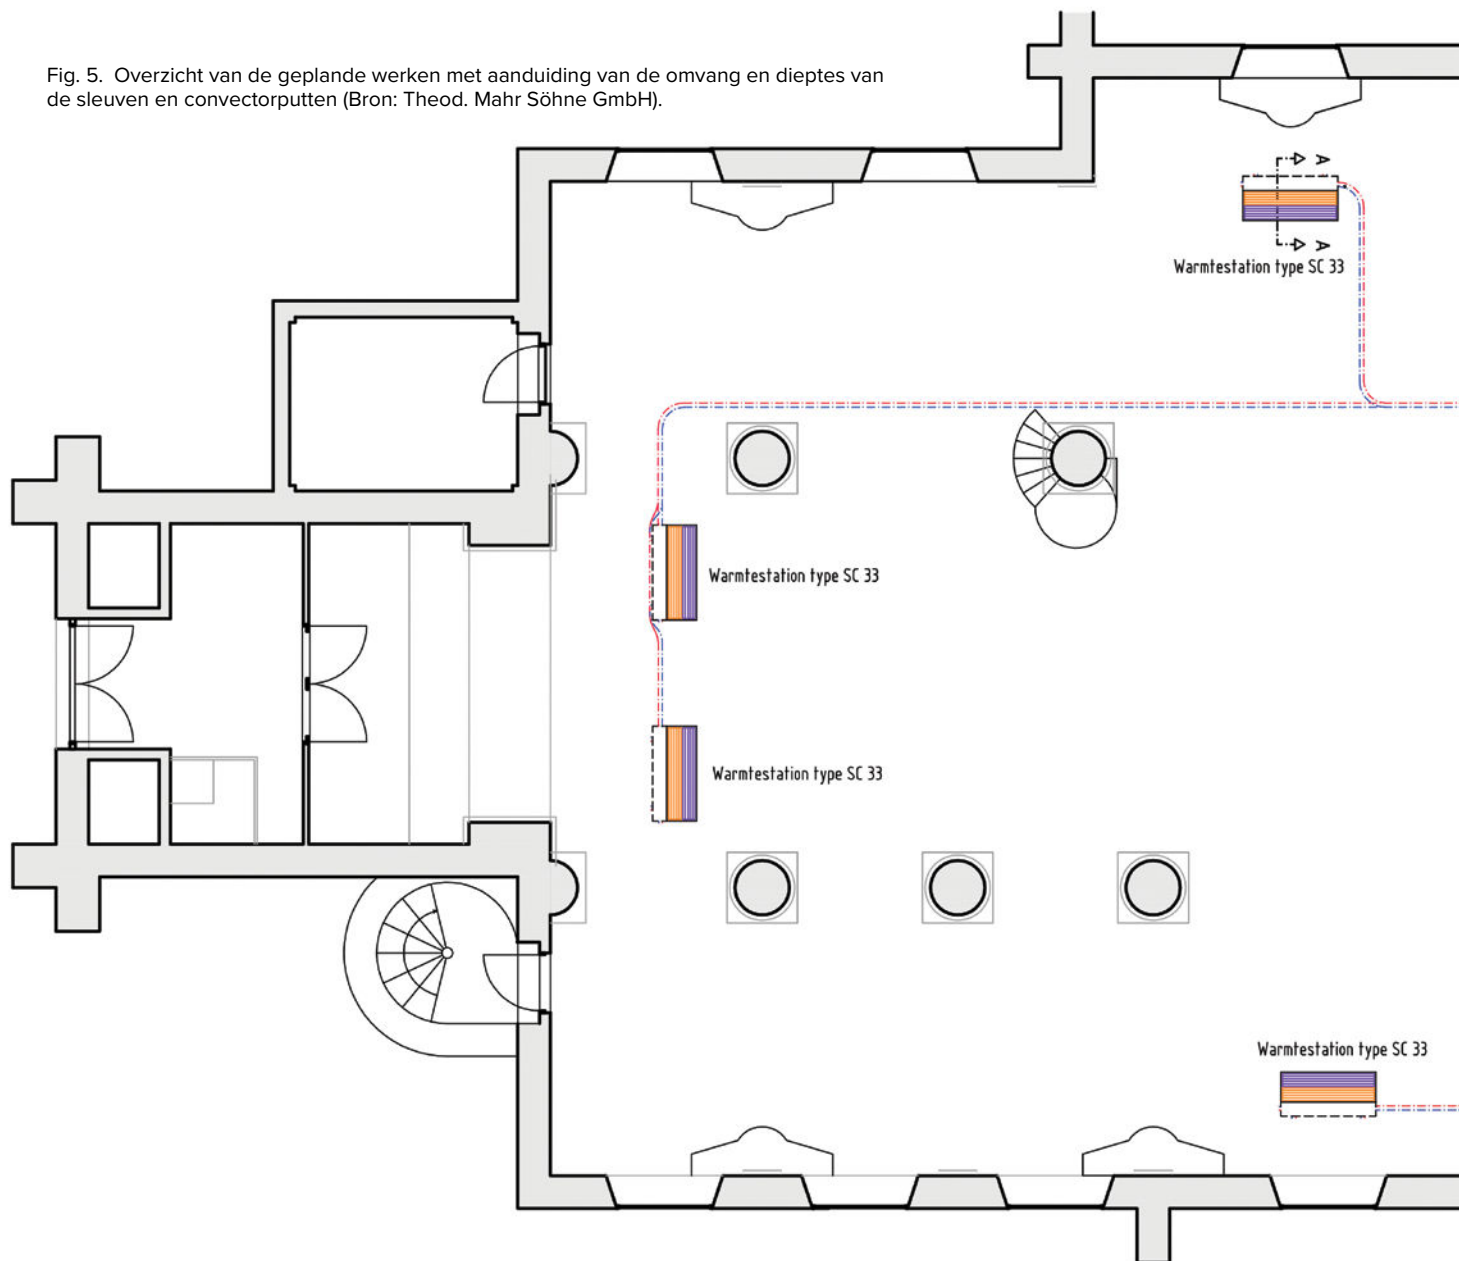 Fig. 5. Overzicht van de geplande werken met aanduiding van de omvang en dieptes van
de sleuven en convectorputten (Bron: Theod. Mahr Söhne GmbH).
A
A
Warmtestation type SC 33
Warmtestation type SC 33
Warmtestation type SC 33
Warmtestation type SC 33